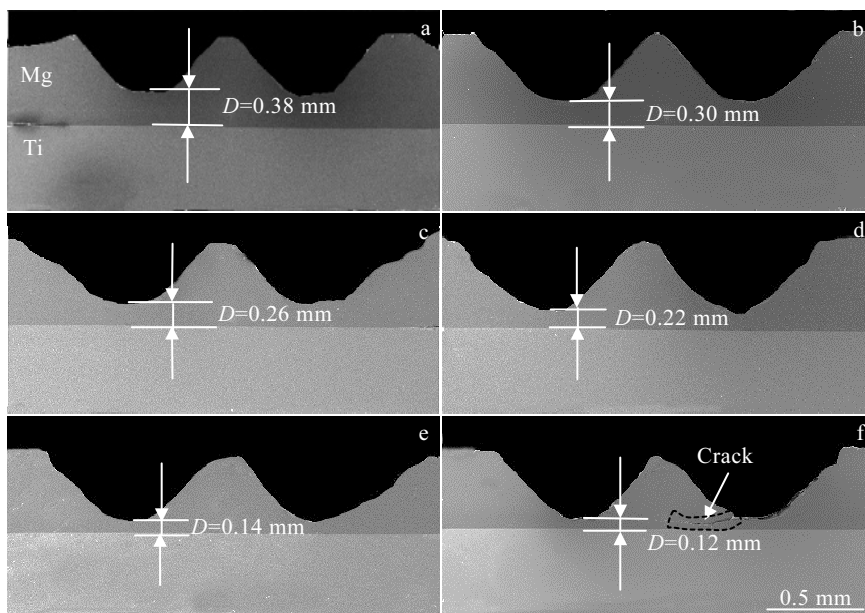 a
Mg
D=0.38 mm
Ti
b
D=0.30 mm
c
D=0.26 mm
d
D=0.22 mm
e
D=0.14 mm
f
Crack
D=0.12 mm
0.5 mm